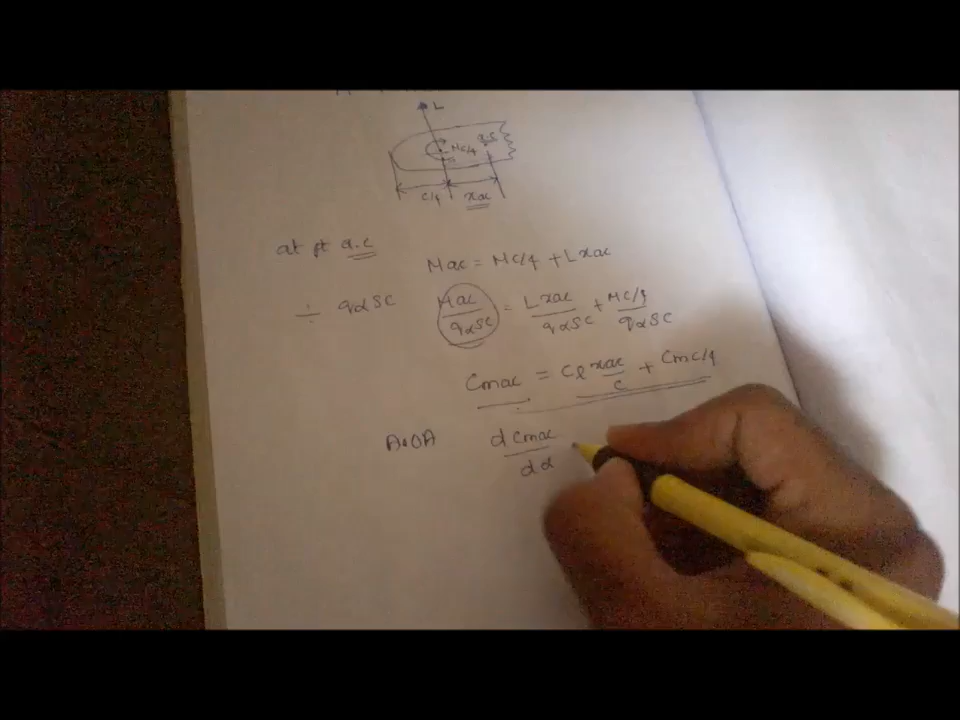 L
Mc/4
a.c
c/4 xac
at pt a.c
Mac = Mc/4 + Lxac
÷ q∞SC Mac/q∞SC = Lxac/q∞SC + Mc/4/q∞SC
Cmac = Cl xac/c + Cmc/4
A.OA dCmac/dα